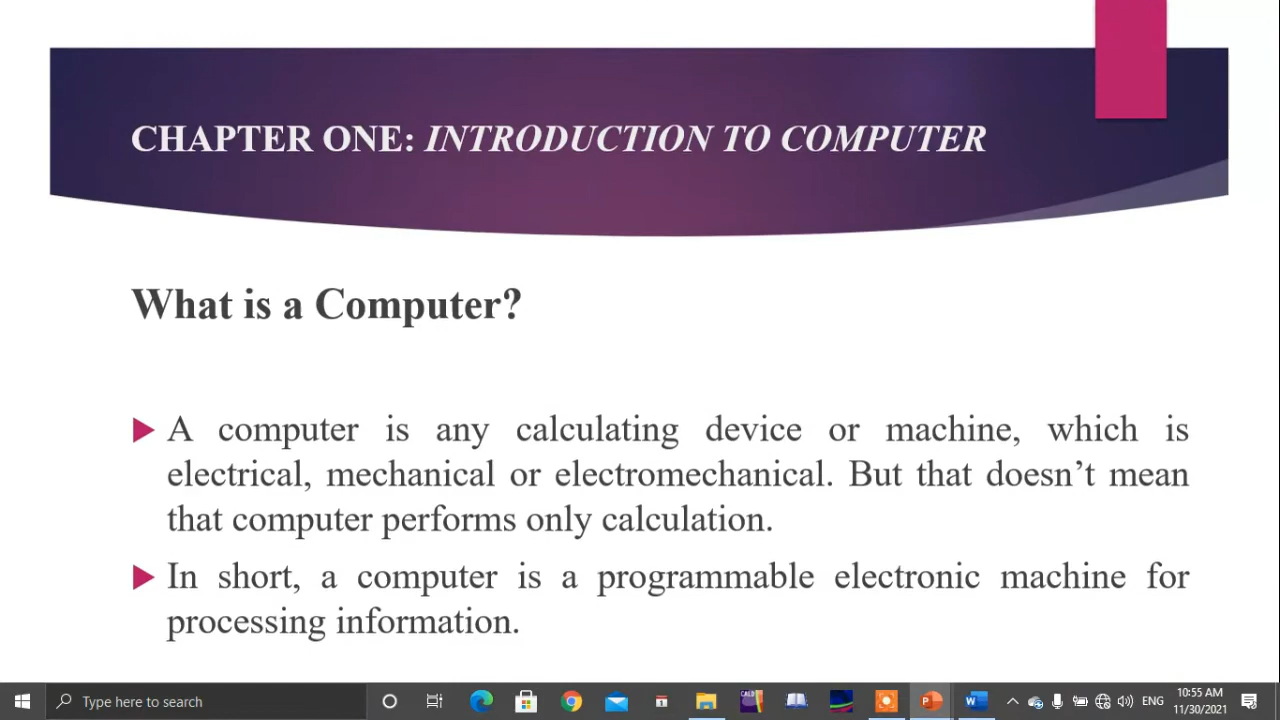 CHAPTER ONE: INTRODUCTION TO COMPUTER
What is a Computer?
A computer is any calculating device or machine, which is
electrical, mechanical or electromechanical. But that doesn’t mean
that computer performs only calculation.
In short, a computer is a programmable electronic machine for
processing information.
Type here to search
CALD
ENG
10:55 AM
11/30/2021